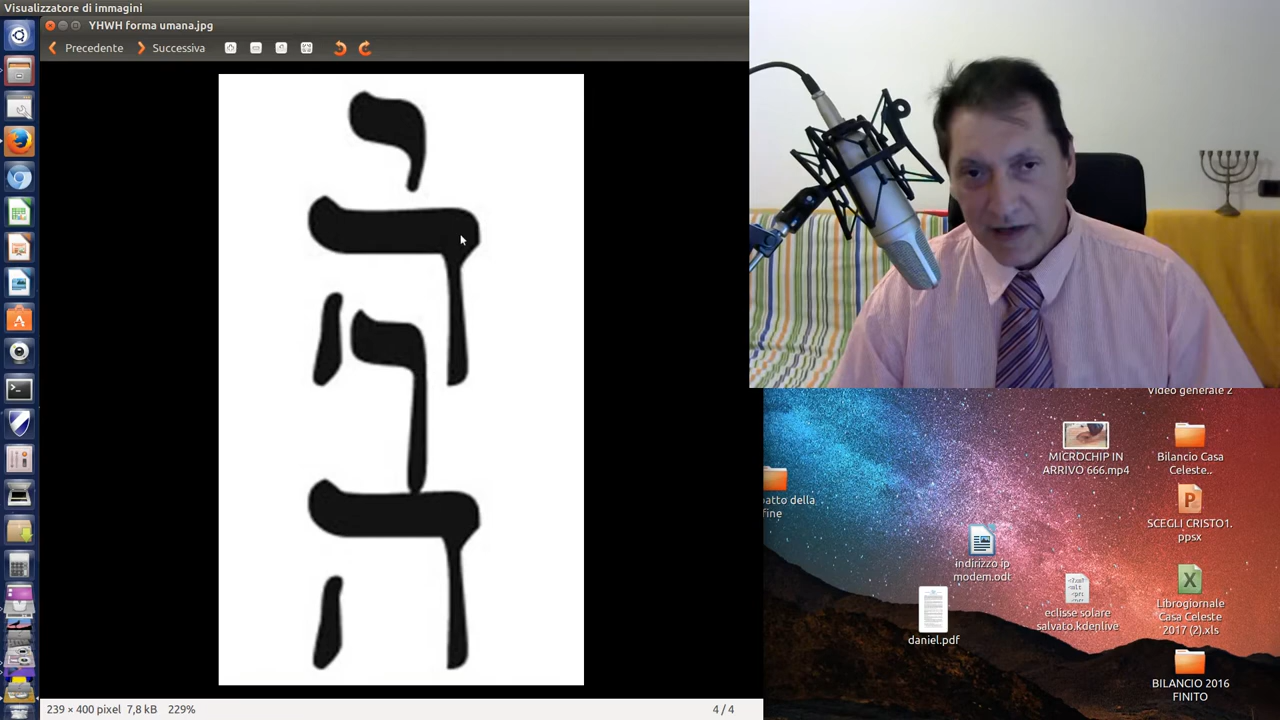 Visualizzatore di immagini
YHWH forma umana.jpg
Precedente
Successiva
י
ה
ו
ה
239 × 400 pixel 7,8 kB 229%
4 / 4
Video generale 2
MICROCHIP IN
ARRIVO 666.mp4
Bilancio Casa
Celeste..
patto della
fine
SCEGLI CRISTO1.
ppsx
indirizzo ip
modem.odt
eclisse solare
salvato.kdenlive
Librogiornale
Casa Celeste
2017 (2).xls
daniel.pdf
BILANCIO 2016
FINITO